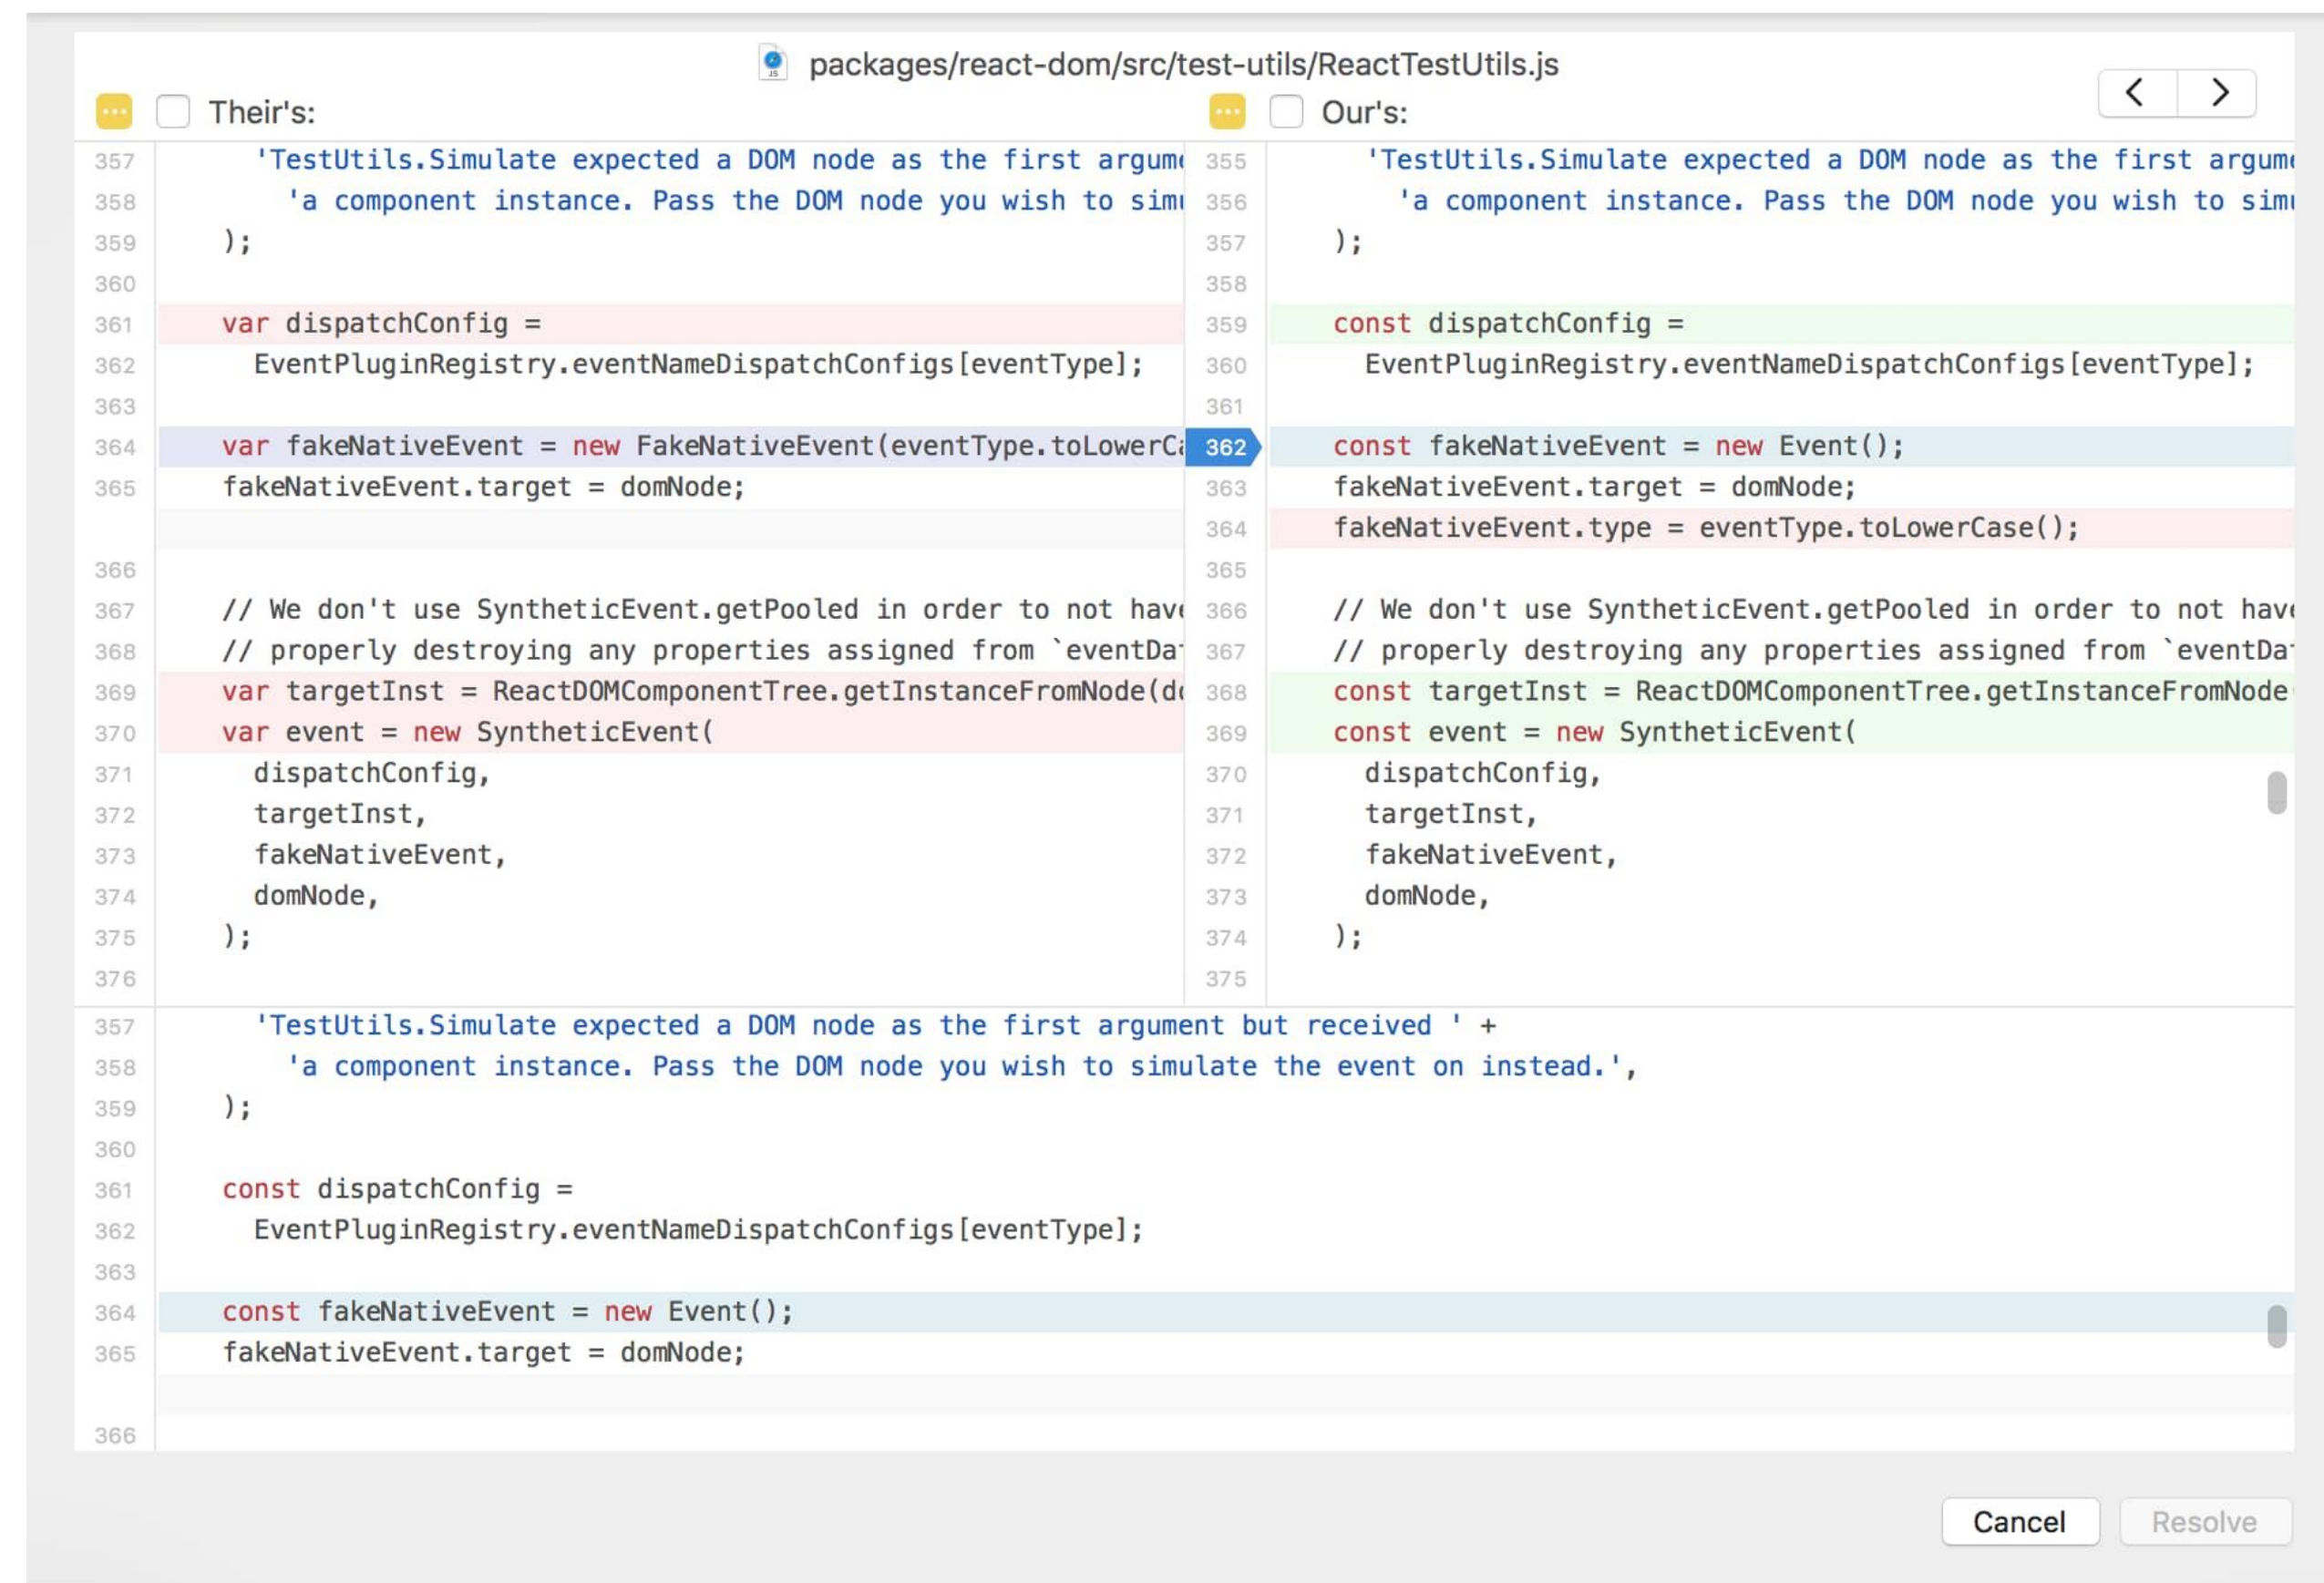 packages/react-dom/src/test-utils/ReactTestUtils.js
Their's:
357 'TestUtils.Simulate expected a DOM node as the first
358 'a component instance. Pass the DOM node you wish to
359 );
360
361 var dispatchConfig =
362 EventPluginRegistry.eventNameDispatchConfigs[eventType];
363
364 var fakeNativeEvent = new FakeNativeEvent(eventType.
365 fakeNativeEvent.target = domNode;
366
367 // We don't use SyntheticEvent.getPooled in order to not
368 // properly destroying any properties assigned from
369 var targetInst = ReactDOMComponentTree.getInstanceFromNode(
370 var event = new SyntheticEvent(
371 dispatchConfig,
372 targetInst,
373 fakeNativeEvent,
374 domNode,
375 );
376
Our's:
355 'TestUtils.Simulate expected a DOM node as the first
356 'a component instance. Pass the DOM node you wish to
357 );
358
359 const dispatchConfig =
360 EventPluginRegistry.eventNameDispatchConfigs[eventType];
361
362 const fakeNativeEvent = new Event();
363 fakeNativeEvent.target = domNode;
364 fakeNativeEvent.type = eventType.toLowerCase();
365
366 // We don't use SyntheticEvent.getPooled in order to not
367 // properly destroying any properties assigned from
368 const targetInst = ReactDOMComponentTree.getInstanceFromNode
369 const event = new SyntheticEvent(
370 dispatchConfig,
371 targetInst,
372 fakeNativeEvent,
373 domNode,
374 );
375
357 'TestUtils.Simulate expected a DOM node as the first argument but received ' +
358 'a component instance. Pass the DOM node you wish to simulate the event on instead.',
359 );
360
361 const dispatchConfig =
362 EventPluginRegistry.eventNameDispatchConfigs[eventType];
363
364 const fakeNativeEvent = new Event();
365 fakeNativeEvent.target = domNode;
366
Cancel
Resolve